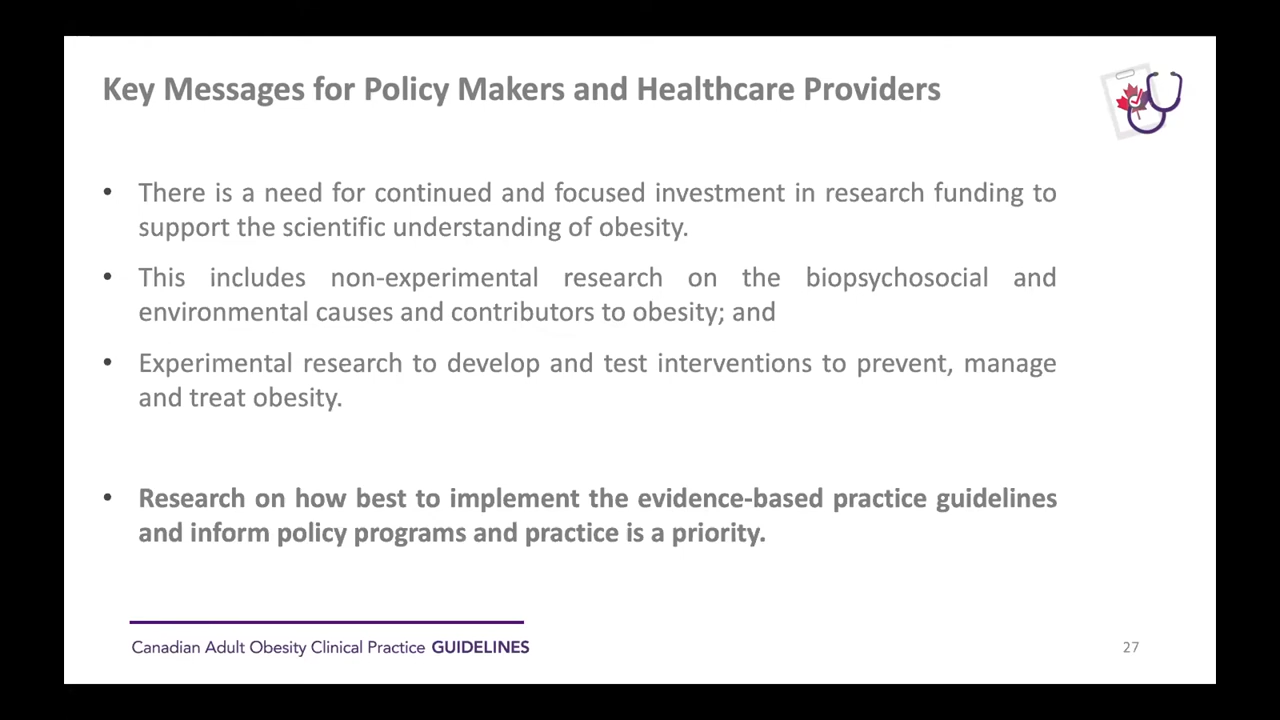 Key Messages for Policy Makers and Healthcare Providers
• There is a need for continued and focused investment in research funding to
support the scientific understanding of obesity.
• This includes non-experimental research on the biopsychosocial and
environmental causes and contributors to obesity; and
• Experimental research to develop and test interventions to prevent, manage
and treat obesity.
• Research on how best to implement the evidence-based practice guidelines
and inform policy programs and practice is a priority.
Canadian Adult Obesity Clinical Practice GUIDELINES
27